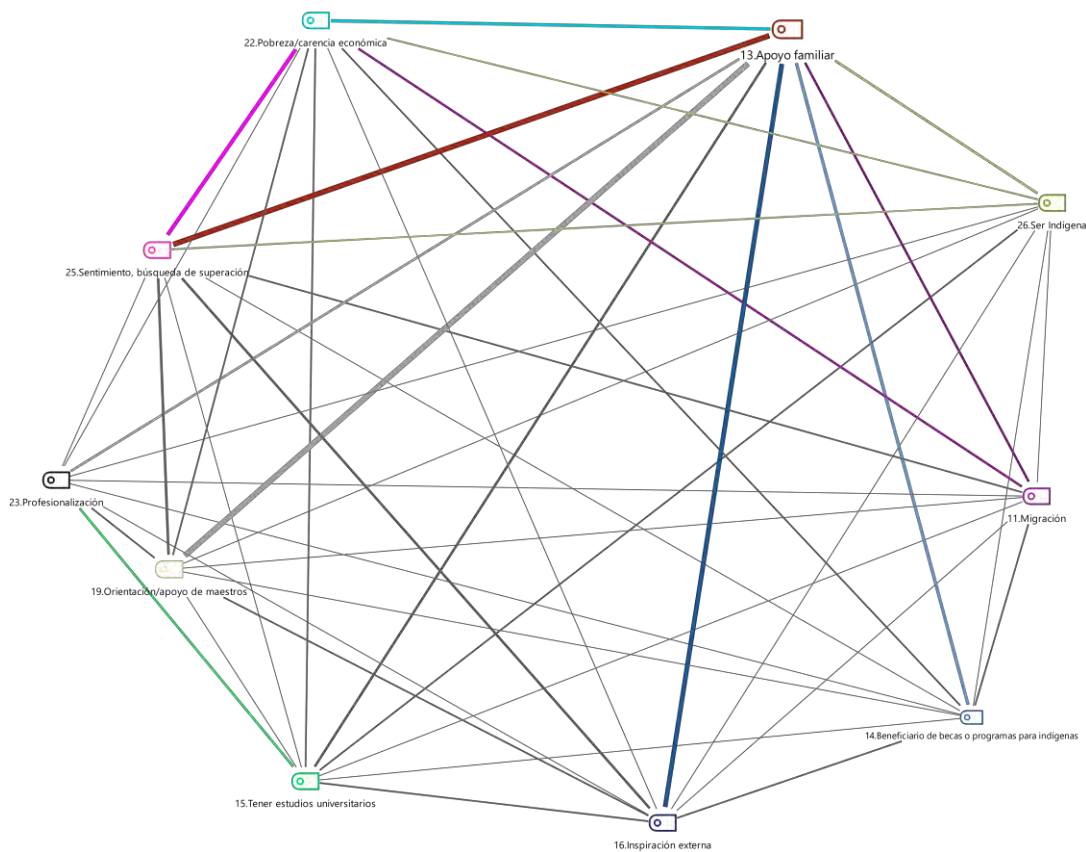 22.Pobreza/carencia económica
13.Apoyo familiar
26.Ser Indigena
25.Sentimiento, búsqueda de superación
23.Profesionalización
11.Migración
19.Orientación/apoyo de maestros
14.Beneficiario de becas o programas para indígenas
15.Tener estudios universitarios
16.Inspiración externa